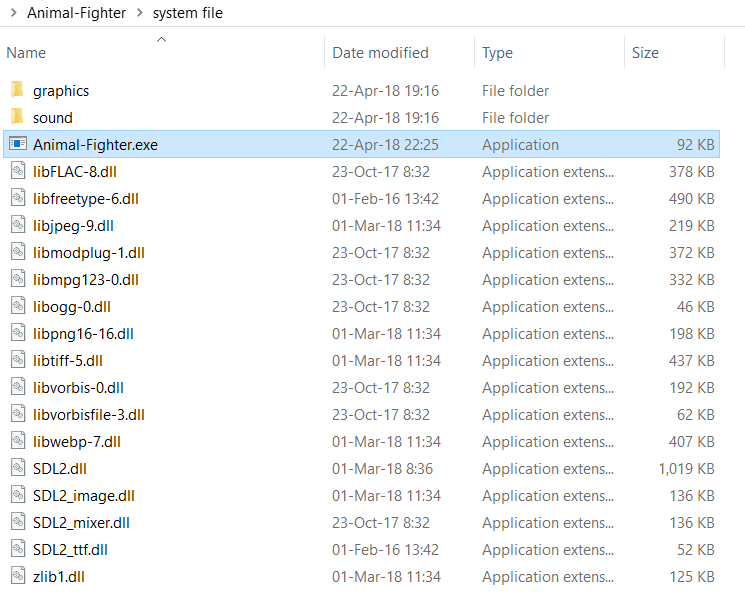 Animal-Fighter system file
Name Date modified Type Size
graphics 22-Apr-18 19:16 File folder
sound 22-Apr-18 19:16 File folder
Animal-Fighter.exe 22-Apr-18 22:25 Application 92 KB
libFLAC-8.dll 23-Oct-17 8:32 Application extens... 378 KB
libfreetype-6.dll 01-Feb-16 13:42 Application extens... 490 KB
libjpeg-9.dll 01-Mar-18 11:34 Application extens... 219 KB
libmodplug-1.dll 23-Oct-17 8:32 Application extens... 372 KB
libmpg123-0.dll 23-Oct-17 8:32 Application extens... 332 KB
libogg-0.dll 23-Oct-17 8:32 Application extens... 46 KB
libpng16-16.dll 01-Mar-18 11:34 Application extens... 198 KB
libtiff-5.dll 01-Mar-18 11:34 Application extens... 437 KB
libvorbis-0.dll 23-Oct-17 8:32 Application extens... 192 KB
libvorbisfile-3.dll 23-Oct-17 8:32 Application extens... 62 KB
libwebp-7.dll 01-Mar-18 11:34 Application extens... 407 KB
SDL2.dll 01-Mar-18 8:36 Application extens... 1,019 KB
SDL2_image.dll 01-Mar-18 11:34 Application extens... 136 KB
SDL2_mixer.dll 23-Oct-17 8:32 Application extens... 136 KB
SDL2_ttf.dll 01-Feb-16 13:42 Application extens... 52 KB
zlib1.dll 01-Mar-18 11:34 Application extens... 125 KB